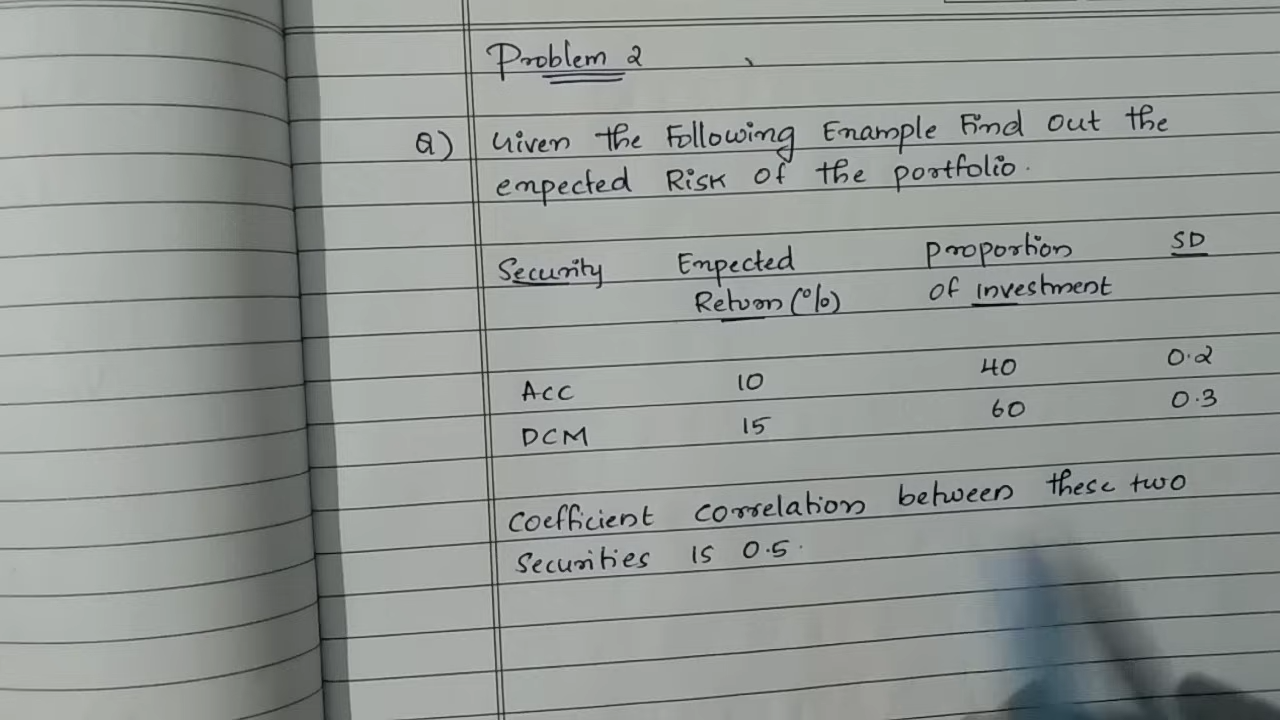 Problem 2
Q) Given the Following Example Find out the
expected Risk of the portfolio.
Security Expected Proportion SD
Return (%) of investment
Acc 10 40 0.2
DCM 15 60 0.3
Coefficient correlation between these two
Securities is 0.5.